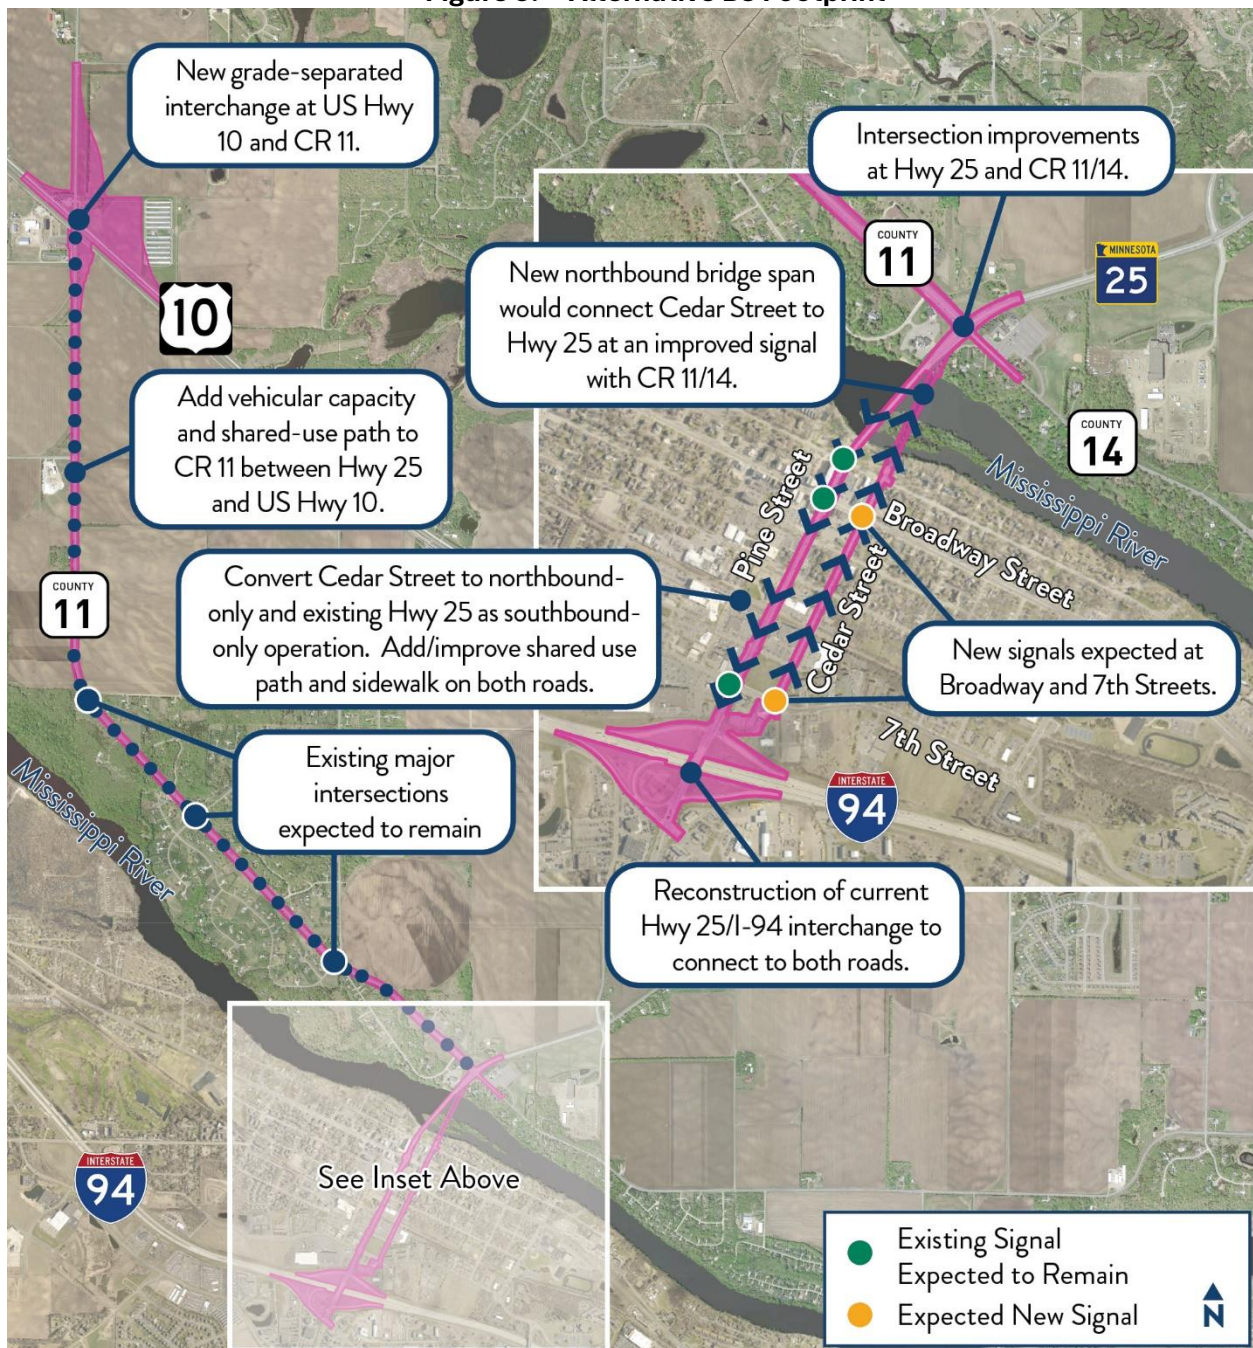 New grade-separated
interchange at US Hwy
10 and CR 11.
Intersection improvements
at Hwy 25 and CR 11/14.
COUNTY
11
MINNESOTA
25
New northbound bridge span
would connect Cedar Street to
Hwy 25 at an improved signal
with CR 11/14.
10
Add vehicular capacity
and shared-use path to
CR 11 between Hwy 25
and US Hwy 10.
COUNTY
14
Mississippi River
Pine Street
Broadway Street
Cedar Street
Convert Cedar Street to northbound-
only and existing Hwy 25 as southbound-
only operation. Add/improve shared use
path and sidewalk on both roads.
COUNTY
11
New signals expected at
Broadway and 7th Streets.
7th Street
Existing major
intersections
expected to remain
Mississippi River
INTERSTATE
94
Reconstruction of current
Hwy 25/I-94 interchange to
connect to both roads.
INTERSTATE
94
See Inset Above
Existing Signal
Expected to Remain
Expected New Signal
N